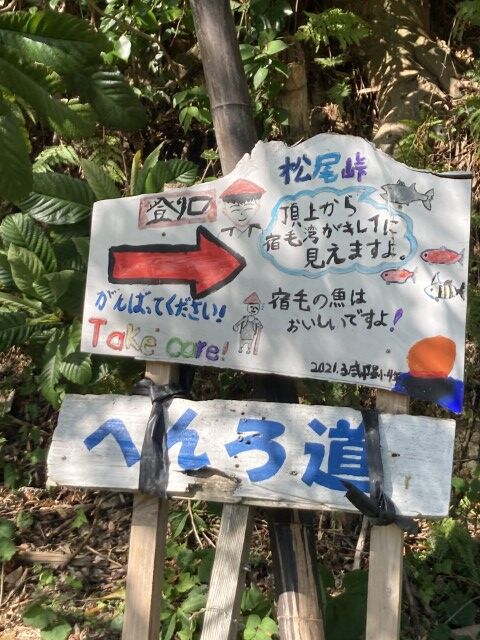 松尾峠
登り口
頂上から
宿毛湾がキレイに
見えますよ。
がんばってください!
Take care!
宿毛の魚は
おいしいですよ!
2021.3
へんろ道